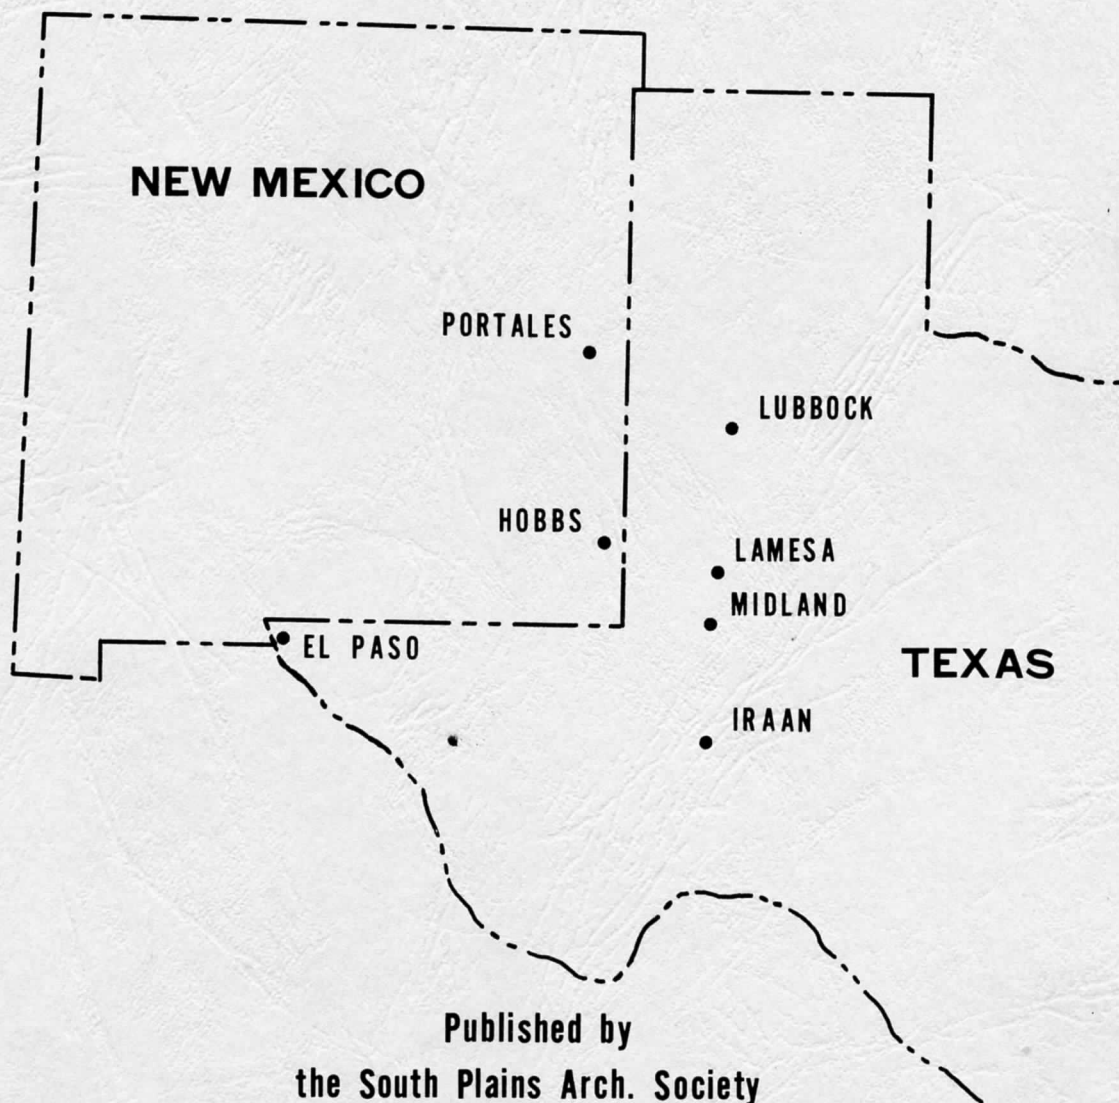 NEW MEXICO
PORTALES
LUBBOCK
HOBBS
LAMESA
MIDLAND
EL PASO
TEXAS
IRAAN
Published by
the South Plains Arch. Society